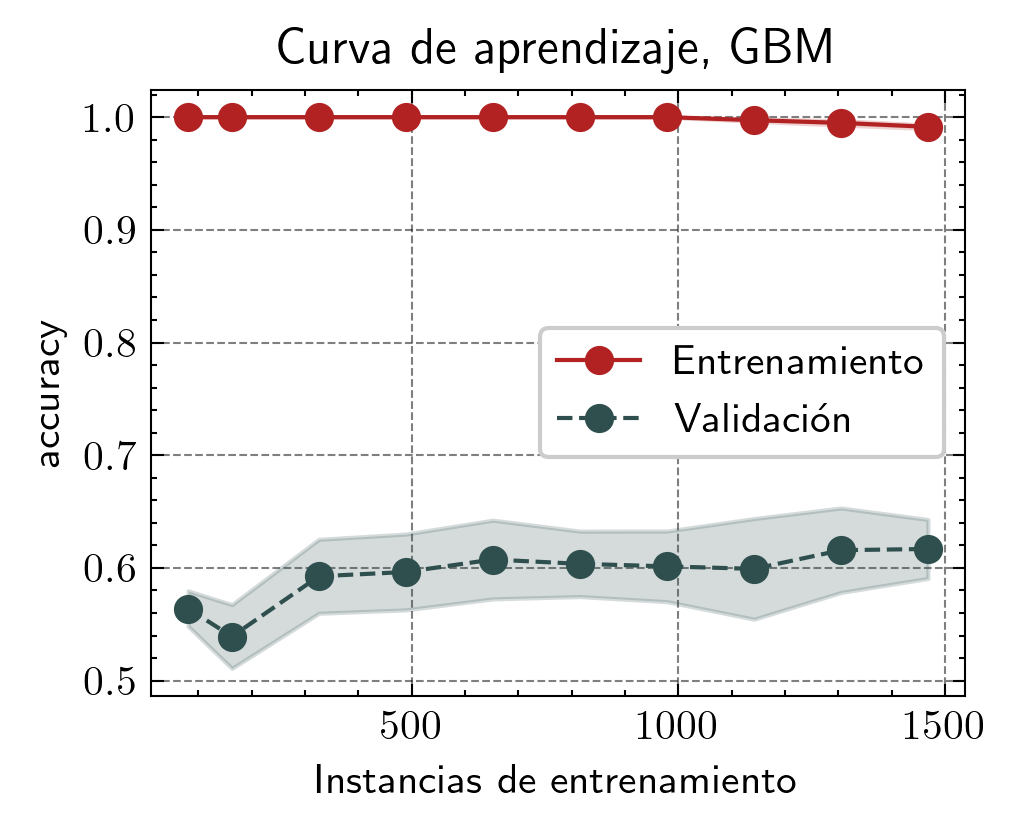 Curva de aprendizaje, GBM
1.0
0.9
0.8
0.7
0.6
0.5
accuracy
Entrenamiento
Validación
500
1000
1500
Instancias de entrenamiento